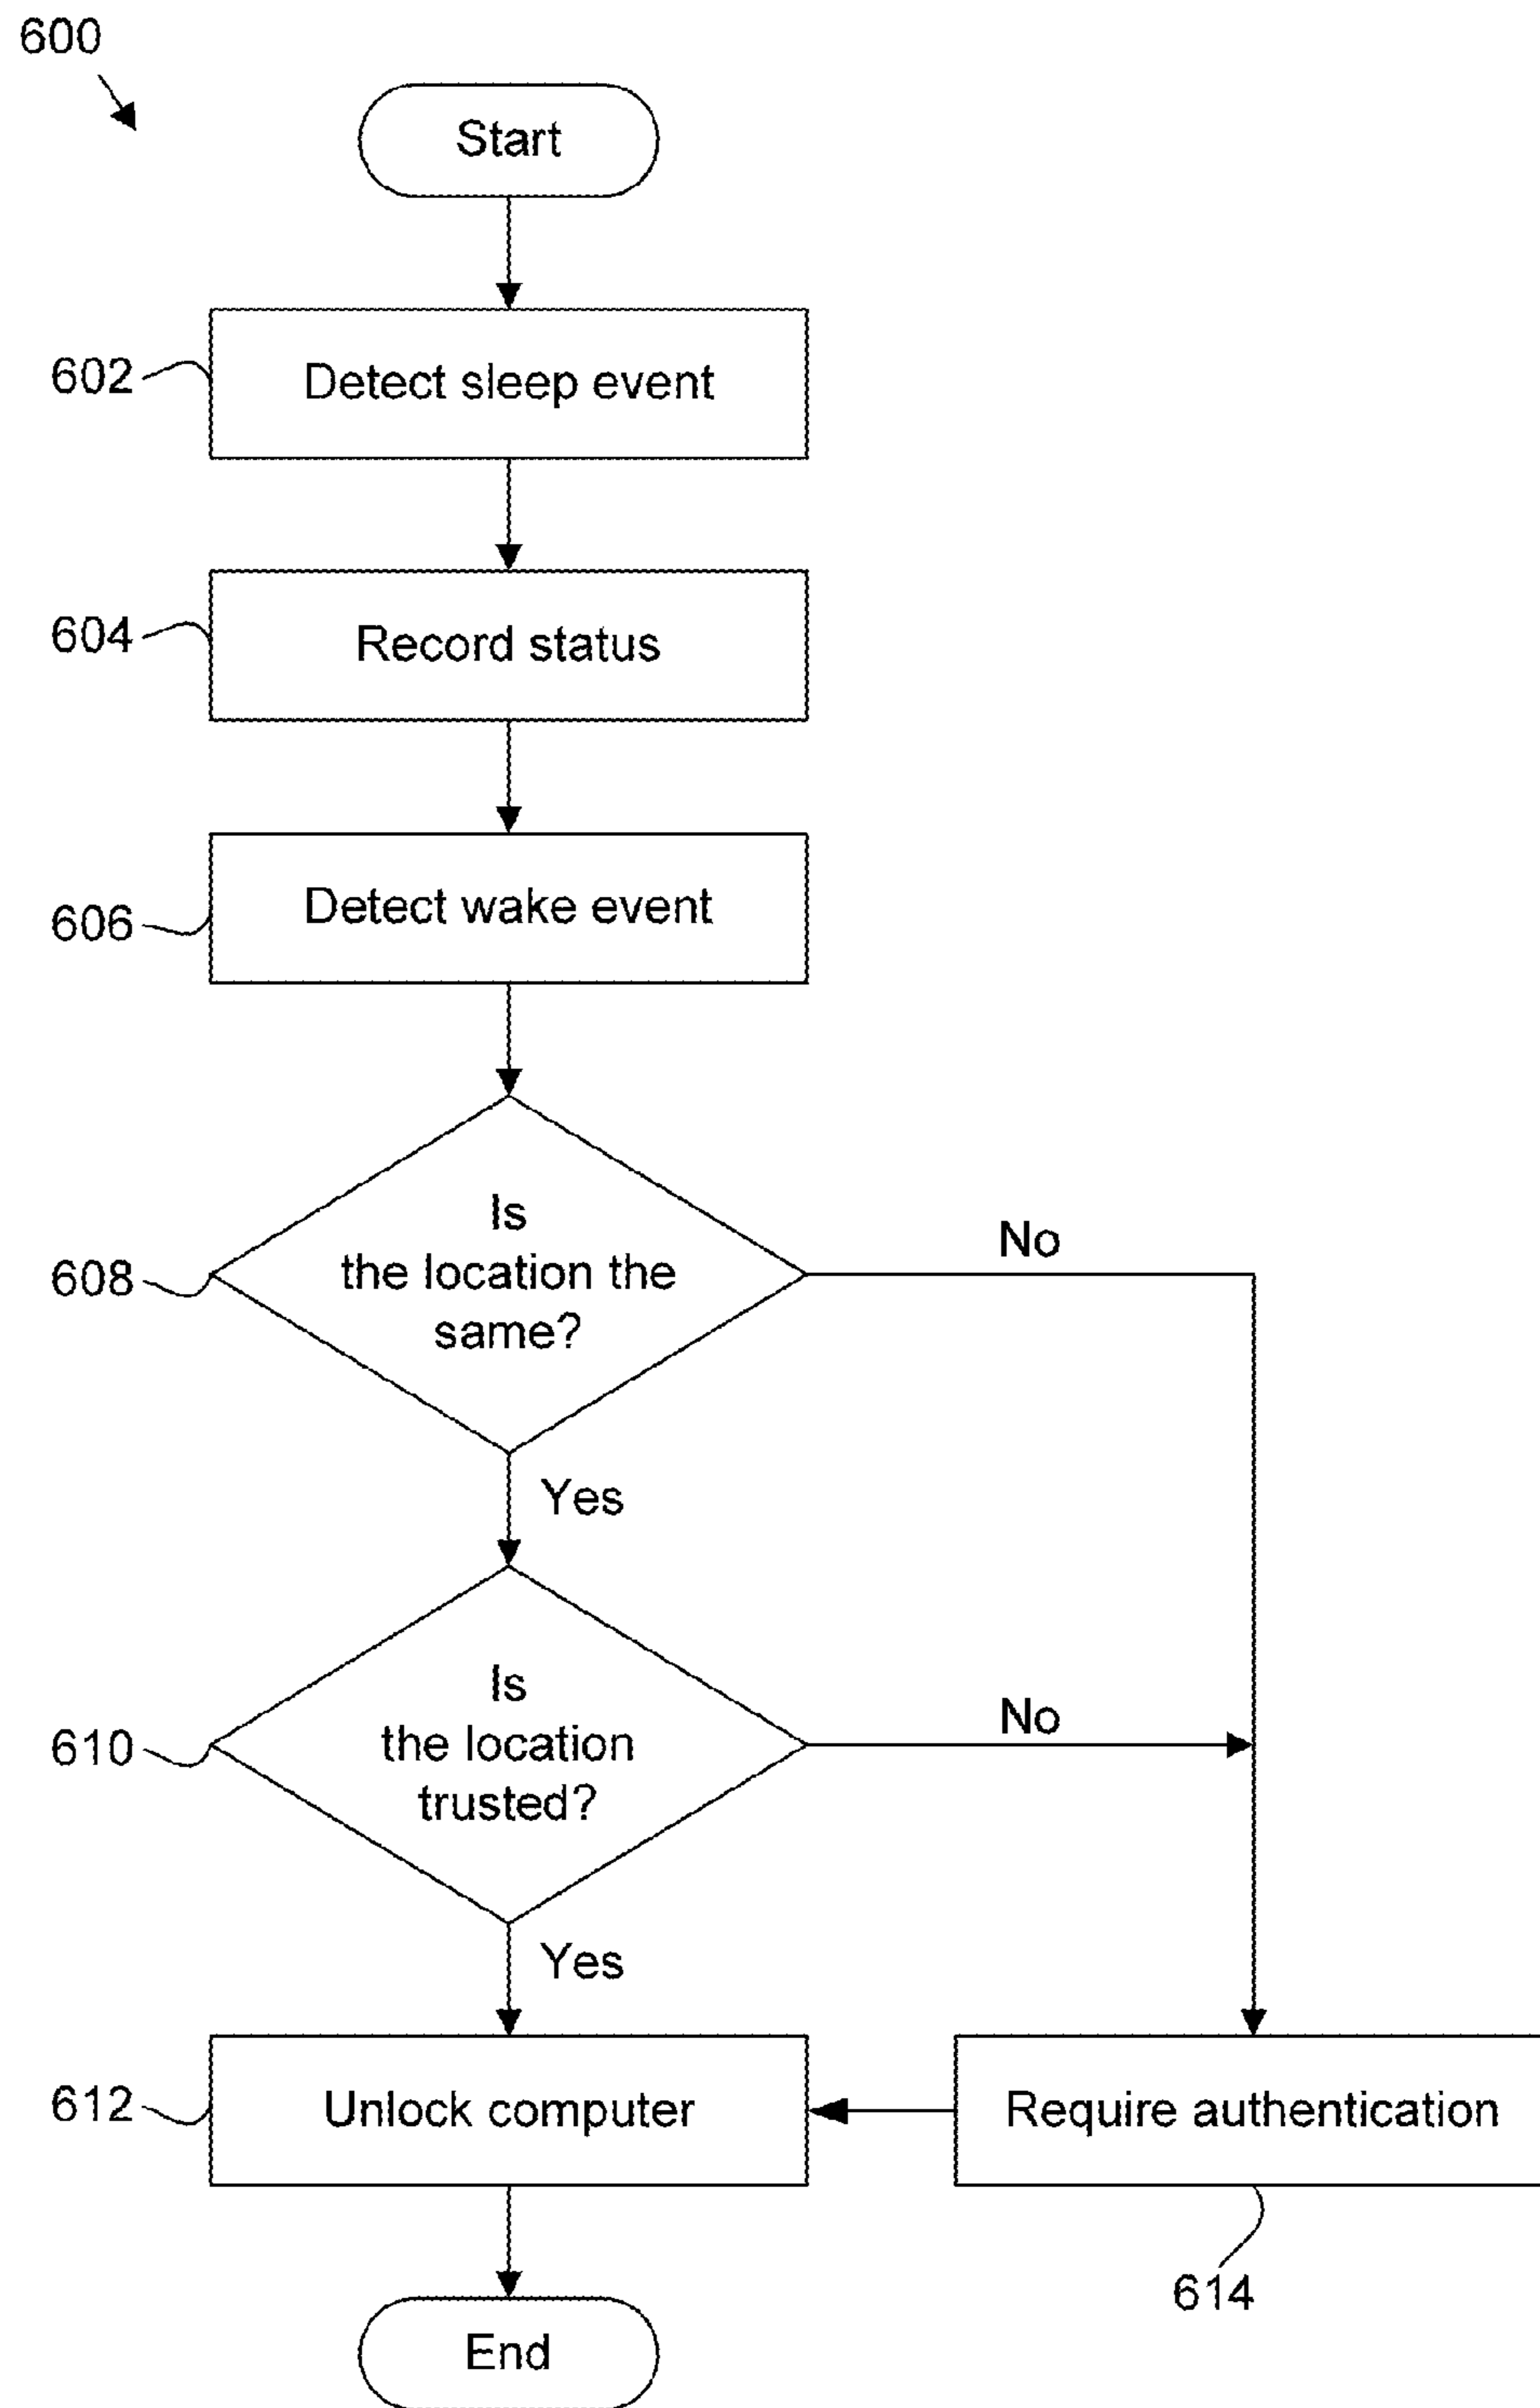 600
Start
602
Detect sleep event
604
Record status
606
Detect wake event
608
Is
the location the
same?
No
Yes
610
Is
the location
trusted?
No
Yes
612
Unlock computer
Require authentication
614
End